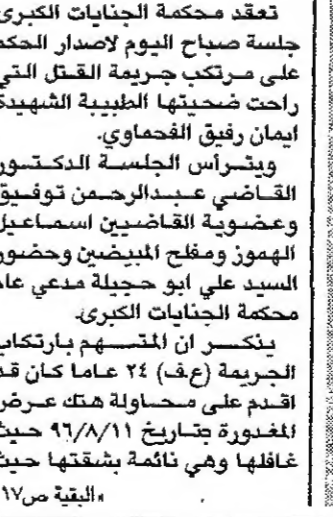 تعقد محكمة الجنايات الكبرى
جلسة صباح اليوم لاصدار الحكم
على مرتكب جريمة القتل التي
راحت ضحيتها الطبيبة الشهيدة
ايمان رفيق الفحماوي.
ويتراس الجلسة الدكتور
القاضي عبدالرحمن توفيق
وعضوية القاضيين اسماعيل
الهموز ومفلح المبيضين وحضور
السيد علي ابو حجيلة مدعي عام
محكمة الجنايات الكبرى.
يذكر ان المتهم بارتكاب
الجريمة (ع.ف) ٢٤ عاما كان قد
اقدم على محاولة هتك عرض
المغدورة بتاريخ ٩٦/٨/١١ حيث
غافلها وهي نائمة بشقتها حيث
«البقية ص١٧